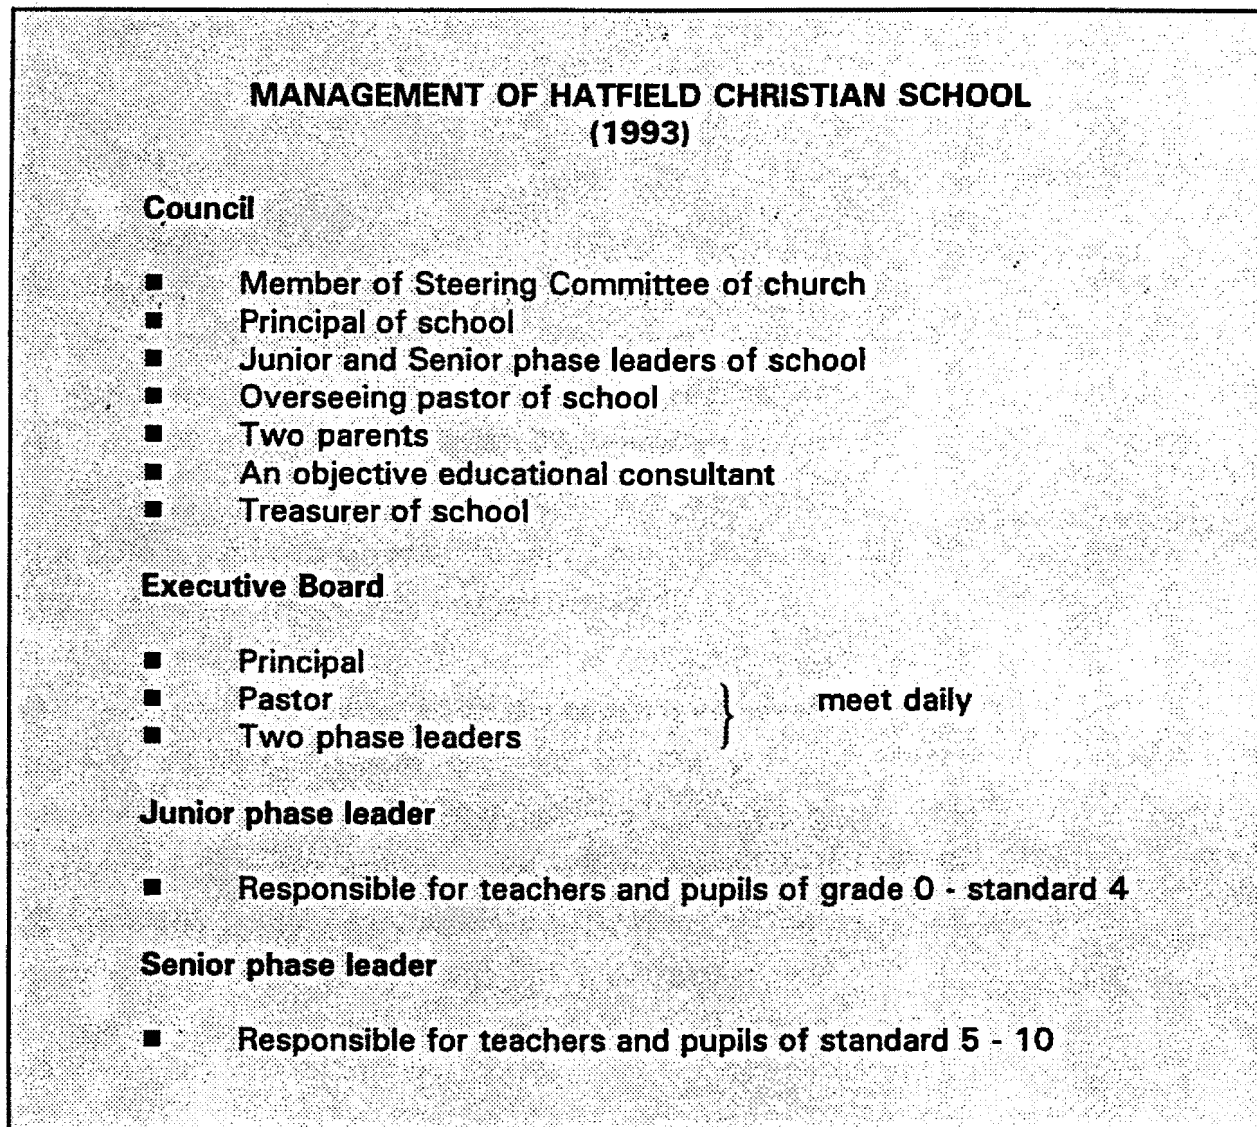 MANAGEMENT OF HATFIELD CHRISTIAN SCHOOL
(1993)
Council
■ Member of Steering Committee of church
■ Principal of school
■ Junior and Senior phase leaders of school
■ Overseeing pastor of school
■ Two parents
■ An objective educational consultant
■ Treasurer of school
Executive Board
■ Principal
■ Pastor } meet daily
■ Two phase leaders
Junior phase leader
■ Responsible for teachers and pupils of grade 0 - standard 4
Senior phase leader
■ Responsible for teachers and pupils of standard 5 - 10